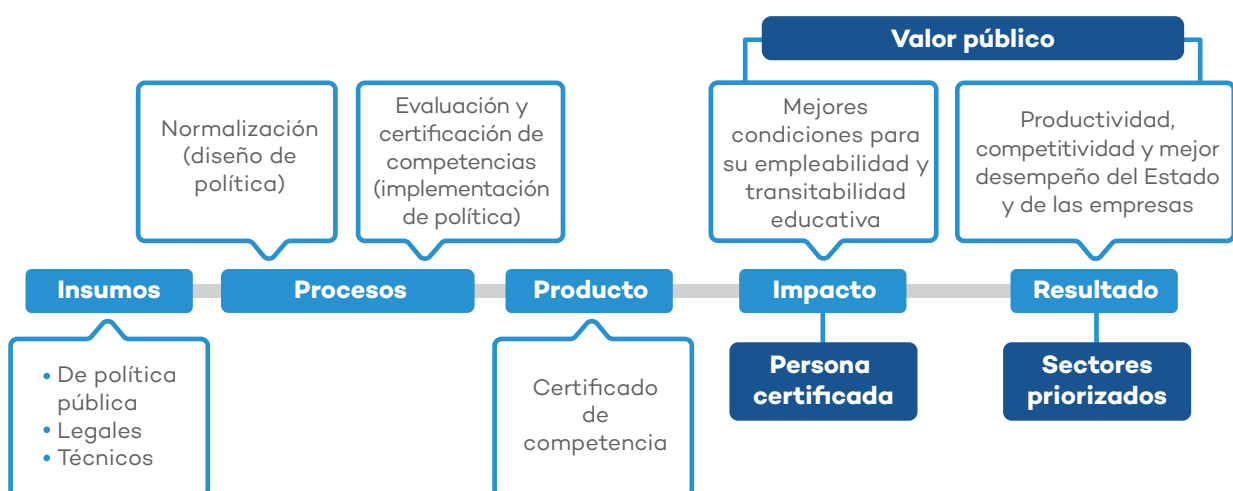 Valor público
Normalización
(diseño de
política)
Evaluación y
certificación de
competencias
(implementación
de política)
Mejores
condiciones para
su empleabilidad y
transitabilidad
educativa
Productividad,
competitividad y mejor
desempeño del Estado
y de las empresas
Insumos
Procesos
Producto
Impacto
Resultado
• De política
pública
• Legales
• Técnicos
Certificado
de
competencia
Persona
certificada
Sectores
priorizados